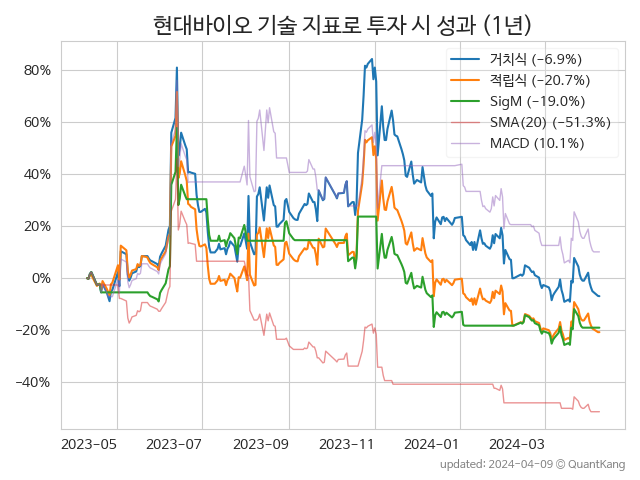 현대바이오 기술 지표로 투자 시 성과 (1년)
거치식 (−6.9%)
적립식 (−20.7%)
SigM (−19.0%)
SMA(20) (−51.3%)
MACD (10.1%)
80%
60%
40%
20%
0%
−20%
−40%
2023-05 2023-07 2023-09 2023-11 2024-01 2024-03
updated: 2024-04-09 © QuantKang